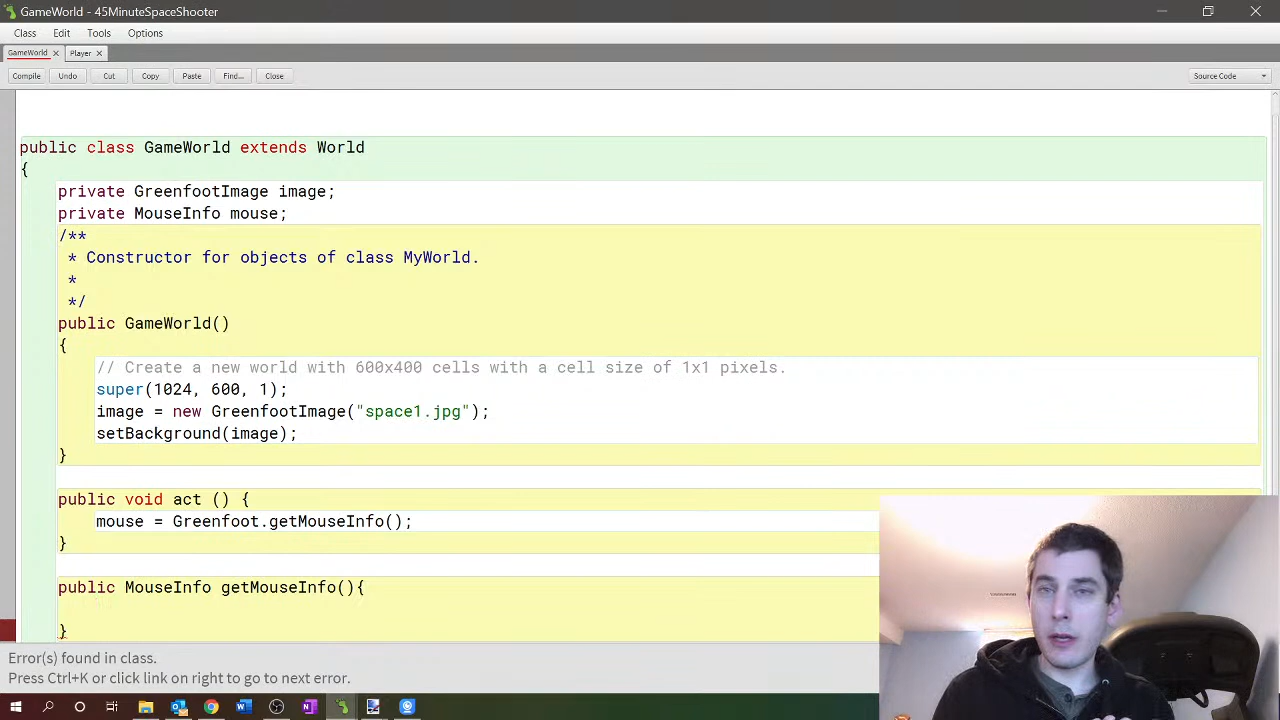 GameWorld - 45MinuteSpaceShooter
Class Edit Tools Options
GameWorld × Player ×
Compile Undo Cut Copy Paste Find... Close Source Code
public class GameWorld extends World
{
private GreenfootImage image;
private MouseInfo mouse;
/**
* Constructor for objects of class MyWorld.
*
*/
public GameWorld()
{
// Create a new world with 600x400 cells with a cell size of 1x1 pixels.
super(1024, 600, 1);
image = new GreenfootImage("space1.jpg");
setBackground(image);
}
public void act () {
mouse = Greenfoot.getMouseInfo();
}
public MouseInfo getMouseInfo(){
}
Error(s) found in class.
Press Ctrl+K or click link on right to go to next error.